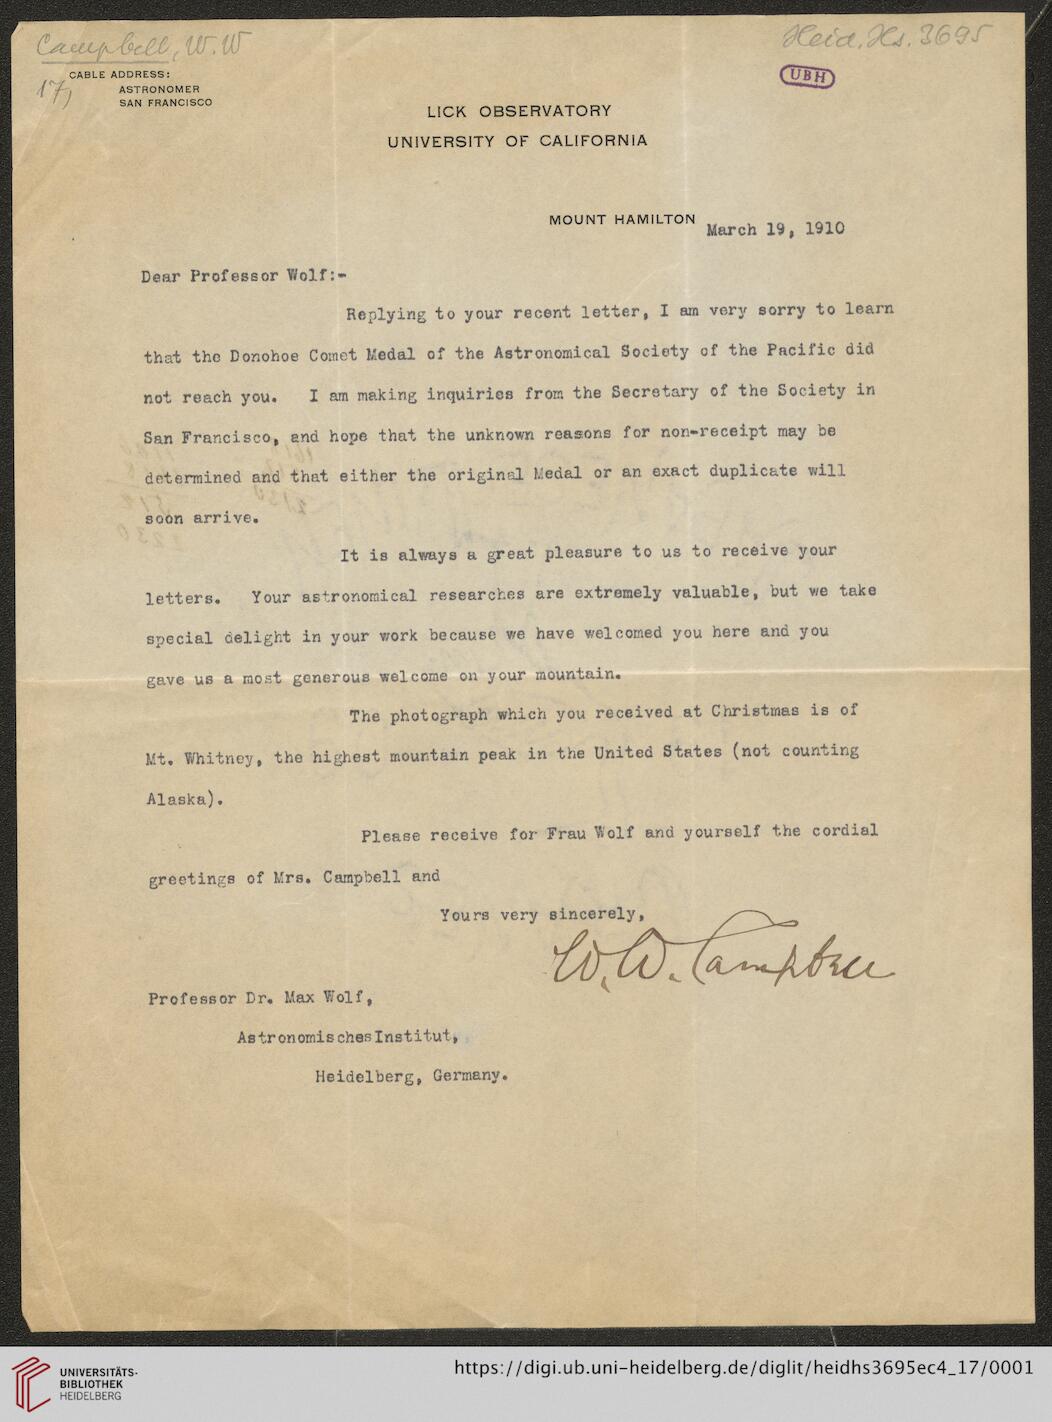 Campbell, W.W
17,
CABLE ADDRESS:
ASTRONOMER
SAN FRANCISCO
Heid. Hs. 3695
UBH
LICK OBSERVATORY
UNIVERSITY OF CALIFORNIA
MOUNT HAMILTON March 19, 1910
Dear Professor Wolf:-
Replying to your recent letter, I am very sorry to learn
that the Donohoe Comet Medal of the Astronomical Society of the Pacific did
not reach you. I am making inquiries from the Secretary of the Society in
San Francisco, and hope that the unknown reasons for non-receipt may be
determined and that either the original Medal or an exact duplicate will
soon arrive.
It is always a great pleasure to us to receive your
letters. Your astronomical researches are extremely valuable, but we take
special delight in your work because we have welcomed you here and you
gave us a most generous welcome on your mountain.
The photograph which you received at Christmas is of
Mt. Whitney, the highest mountain peak in the United States (not counting
Alaska).
Please receive for Frau Wolf and yourself the cordial
greetings of Mrs. Campbell and
Yours very sincerely,
W. W. Campbell
Professor Dr. Max Wolf,
AstronomischesInstitut,
Heidelberg, Germany.
UNIVERSITÄTS-
BIBLIOTHEK
HEIDELBERG
https://digi.ub.uni-heidelberg.de/diglit/heidhs3695ec4_17/0001